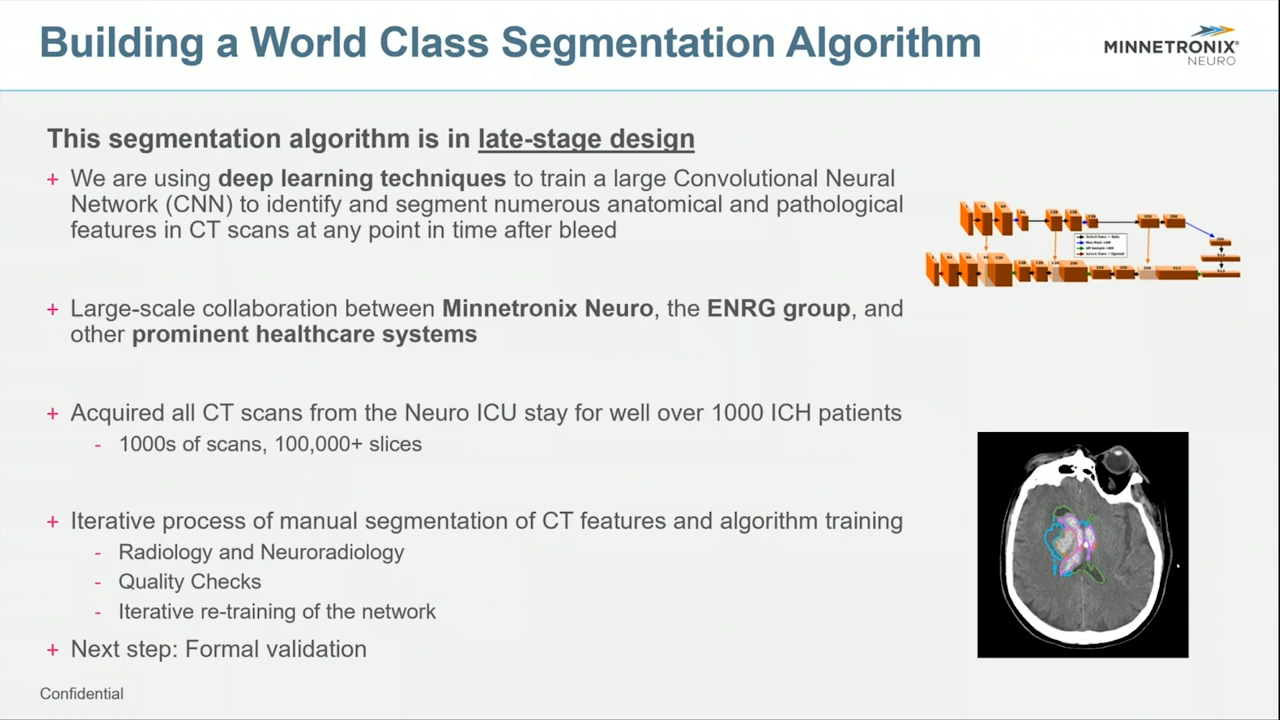 Building a World Class Segmentation Algorithm
MINNETRONIX®
NEURO
This segmentation algorithm is in late-stage design
+ We are using deep learning techniques to train a large Convolutional Neural
Network (CNN) to identify and segment numerous anatomical and pathological
features in CT scans at any point in time after bleed
+ Large-scale collaboration between Minnetronix Neuro, the ENRG group, and
other prominent healthcare systems
+ Acquired all CT scans from the Neuro ICU stay for well over 1000 ICH patients
- 1000s of scans, 100,000+ slices
+ Iterative process of manual segmentation of CT features and algorithm training
- Radiology and Neuroradiology
- Quality Checks
- Iterative re-training of the network
+ Next step: Formal validation
Confidential